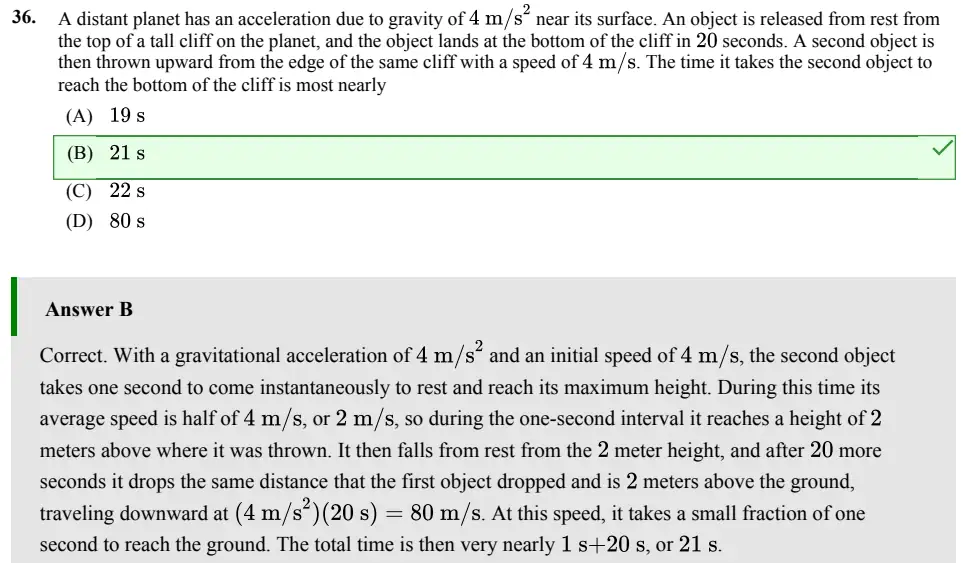 36. A distant planet has an acceleration due to gravity of 4 m/s² near its surface. An object is released from rest from
the top of a tall cliff on the planet, and the object lands at the bottom of the cliff in 20 seconds. A second object is
then thrown upward from the edge of the same cliff with a speed of 4 m/s. The time it takes the second object to
reach the bottom of the cliff is most nearly
(A) 19 s
(B) 21 s
(C) 22 s
(D) 80 s
Answer B
Correct. With a gravitational acceleration of 4 m/s² and an initial speed of 4 m/s, the second object
takes one second to come instantaneously to rest and reach its maximum height. During this time its
average speed is half of 4 m/s, or 2 m/s, so during the one-second interval it reaches a height of 2
meters above where it was thrown. It then falls from rest from the 2 meter height, and after 20 more
seconds it drops the same distance that the first object dropped and is 2 meters above the ground,
traveling downward at (4 m/s²)(20 s) = 80 m/s. At this speed, it takes a small fraction of one
second to reach the ground. The total time is then very nearly 1 s+20 s, or 21 s.